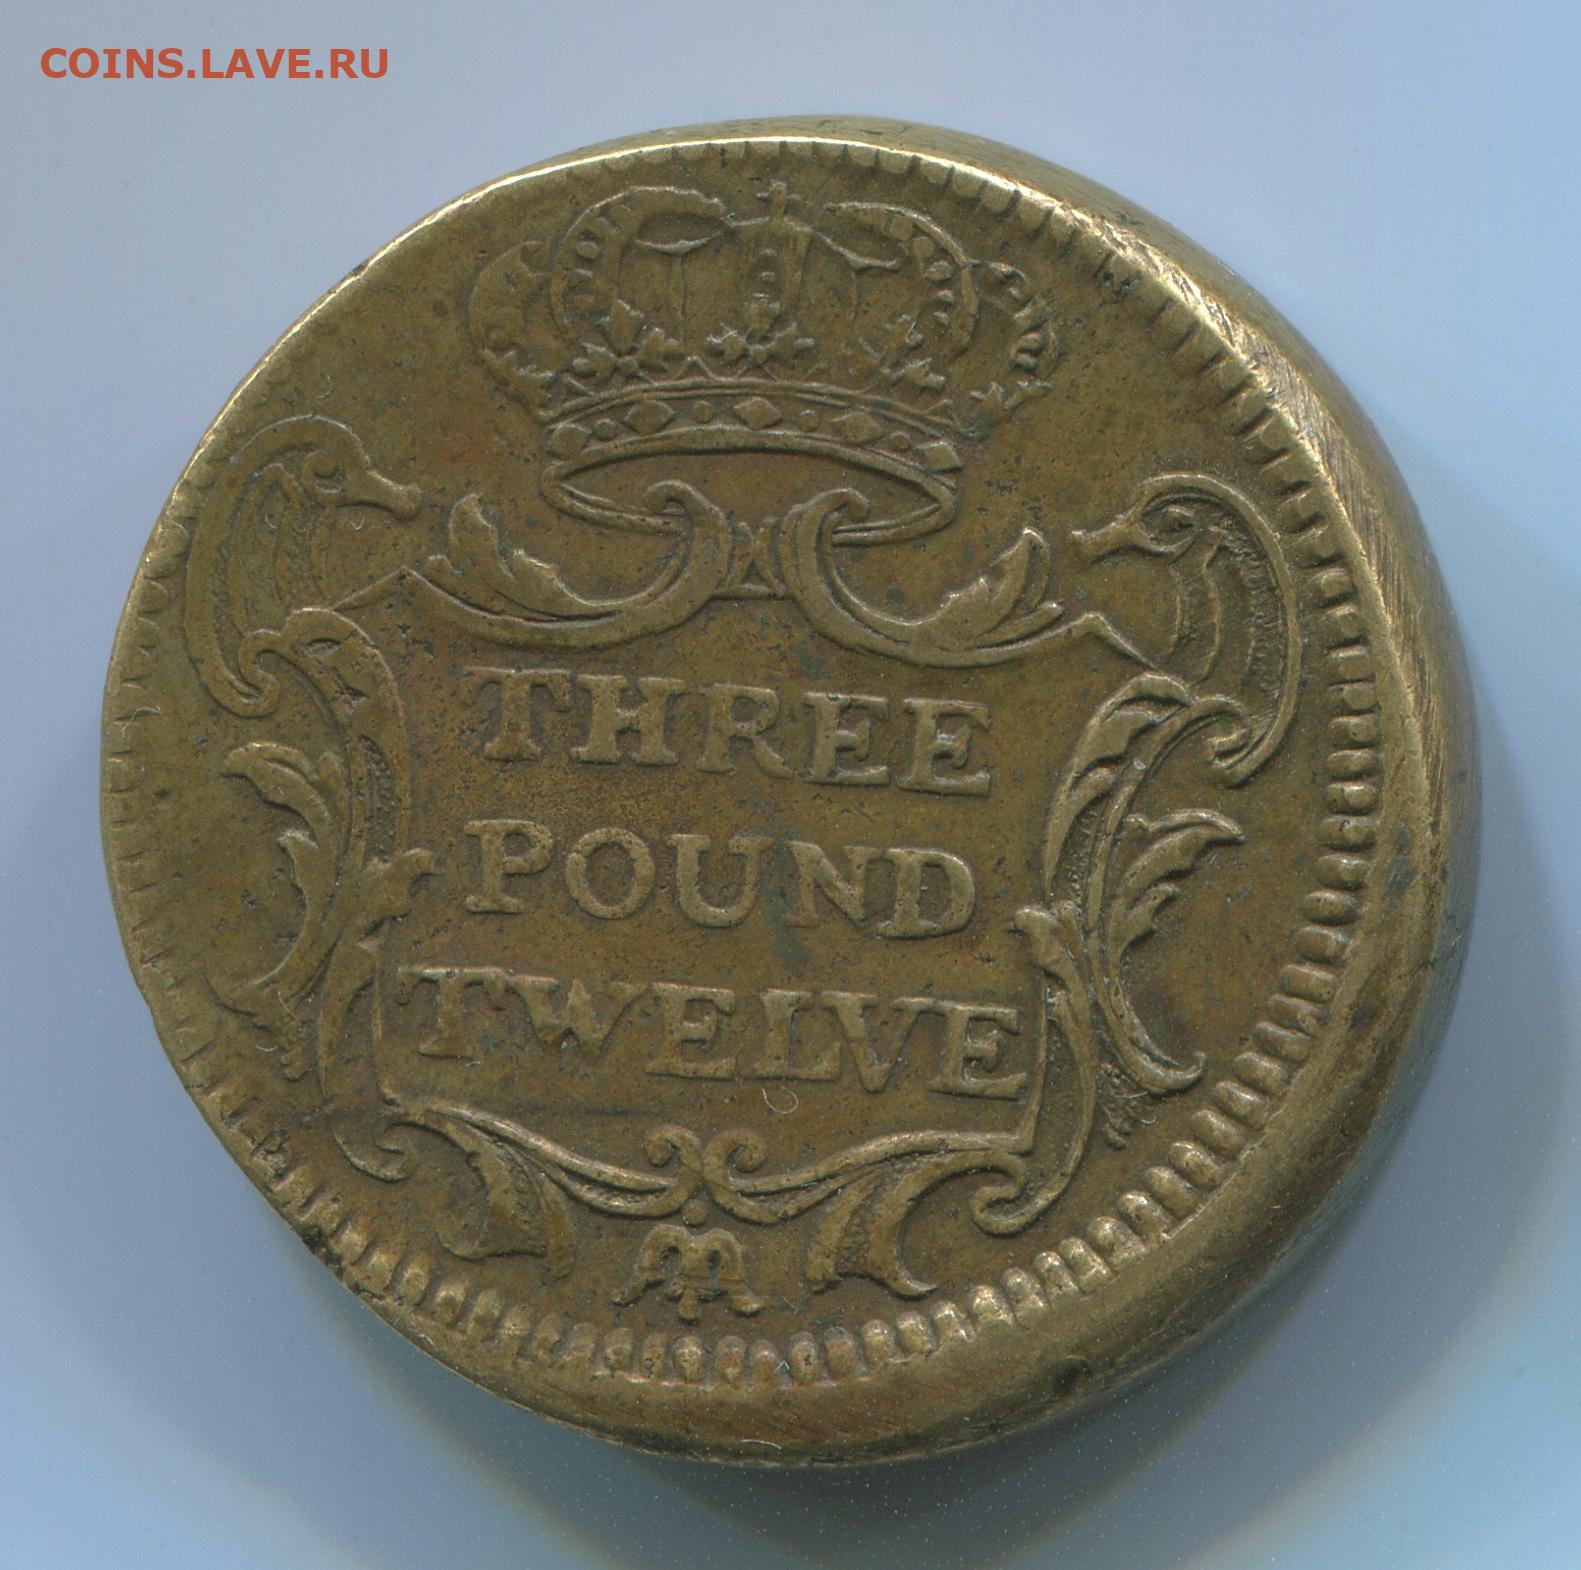 COINS.LAVE.RU
THREE
POUND
TWELVE